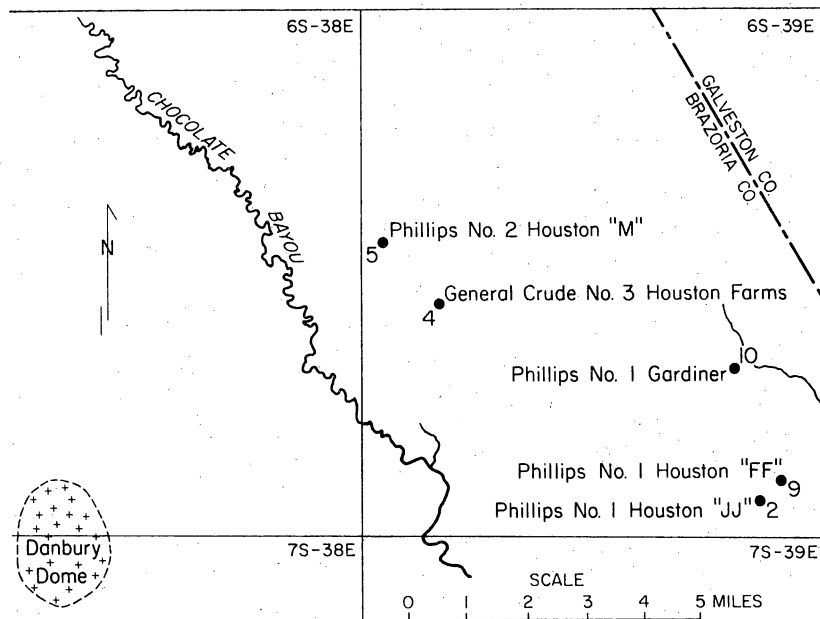 6S-38E
6S-39E
CHOCOLATE
BAYOU
GALVESTON CO.
BRAZORIA CO.
N
Phillips No. 2 Houston "M"
5
General Crude No. 3 Houston Farms
4
10
Phillips No. 1 Gardiner
Phillips No. 1 Houston "FF"
9
Phillips No. 1 Houston "JJ"
2
Danbury
Dome
7S-38E
7S-39E
SCALE
0 1 2 3 4 5 MILES